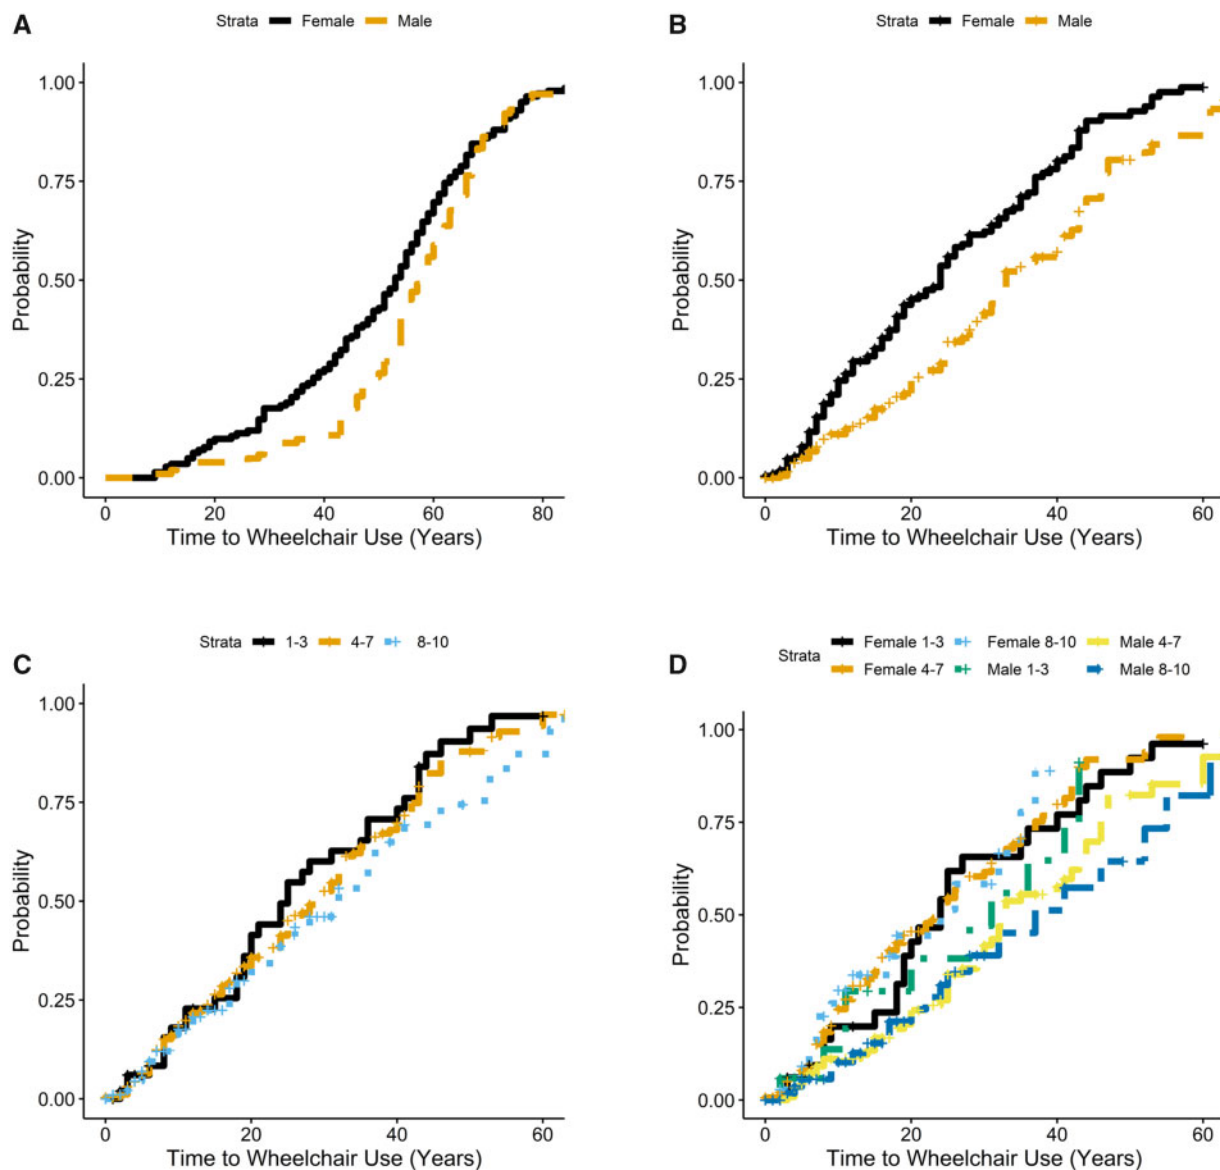 A
Strata Female Male
1.00
0.75
0.50
0.25
0.00
Probability
0 20 40 60 80
Time to Wheelchair Use (Years)
B
Strata Female Male
1.00
0.75
0.50
0.25
0.00
Probability
0 20 40 60
Time to Wheelchair Use (Years)
C
Strata 1-3 4-7 8-10
1.00
0.75
0.50
0.25
0.00
Probability
0 20 40 60
Time to Wheelchair Use (Years)
D
Strata
Female 1-3 Female 8-10 Male 4-7
Female 4-7 Male 1-3 Male 8-10
1.00
0.75
0.50
0.25
0.00
Probability
0 20 40 60
Time to Wheelchair Use (Years)